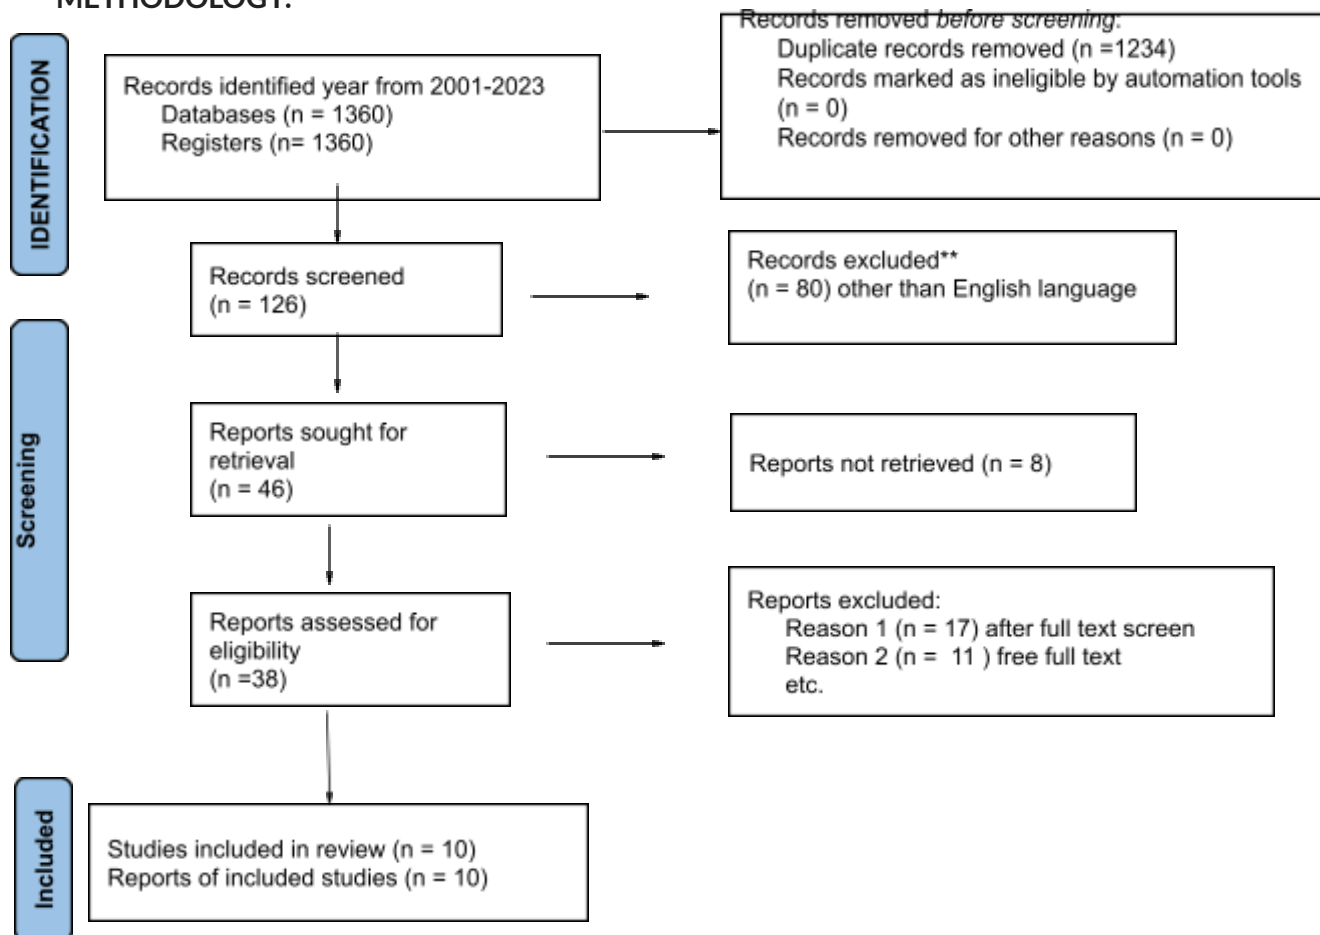 METHODOLOGY:
IDENTIFICATION
Records identified year from 2001-2023
Databases (n = 1360)
Registers (n= 1360)
Records removed before screening:
Duplicate records removed (n =1234)
Records marked as ineligible by automation tools
(n = 0)
Records removed for other reasons (n = 0)
Records screened
(n = 126)
Records excluded**
(n = 80) other than English language
Screening
Reports sought for
retrieval
(n = 46)
Reports not retrieved (n = 8)
Reports assessed for
eligibility
(n =38)
Reports excluded:
Reason 1 (n = 17) after full text screen
Reason 2 (n =  11 ) free full text
etc.
Included
Studies included in review (n = 10)
Reports of included studies (n = 10)